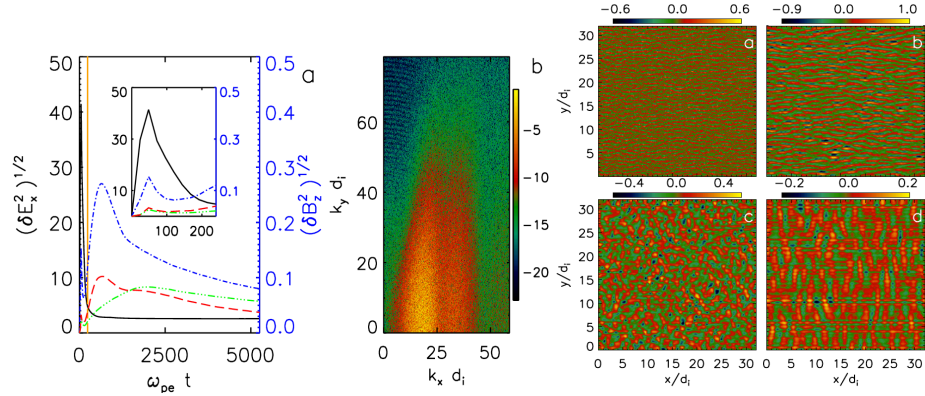 a
(δE_x^2)^{1/2}
50
40
30
20
10
0
0.5
0.4
0.3
0.2
0.1
0.0
(δB_z^2)^{1/2}
50
30
10
0.5
0.3
0.1
100 200
0 2500 5000
ω_pe t
b
k_y d_i
60
40
20
0
0 25 50
k_x d_i
−5
−10
−15
−20
−0.6 0.0 0.6
a
y/d_i
30
25
20
15
10
5
−0.9 0.0 1.0
b
−0.4 0.0 0.4
c
y/d_i
30
25
20
15
10
5
0
0 5 10 15 20 25 30
x/d_i
−0.2 0.0 0.2
d
0 5 10 15 20 25 30
x/d_i